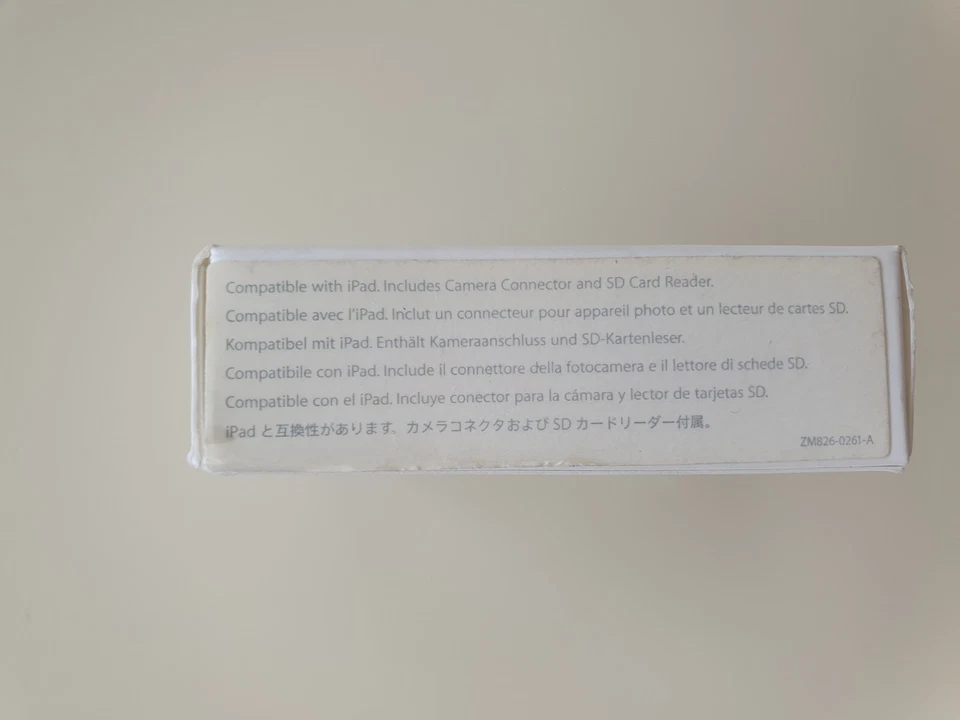 Compatible with iPad. Includes Camera Connector and SD Card Reader.
Compatible avec l'iPad. Inclut un connecteur pour appareil photo et un lecteur de cartes SD.
Kompatibel mit iPad. Enthält Kameraanschluss und SD-Kartenleser.
Compatibile con iPad. Include il connettore della fotocamera e il lettore di schede SD.
Compatible con el iPad. Incluye conector para la cámara y lector de tarjetas SD.
iPad と互換性があります。カメラコネクタおよび SD カードリーダー付属。
ZM826-0261-A